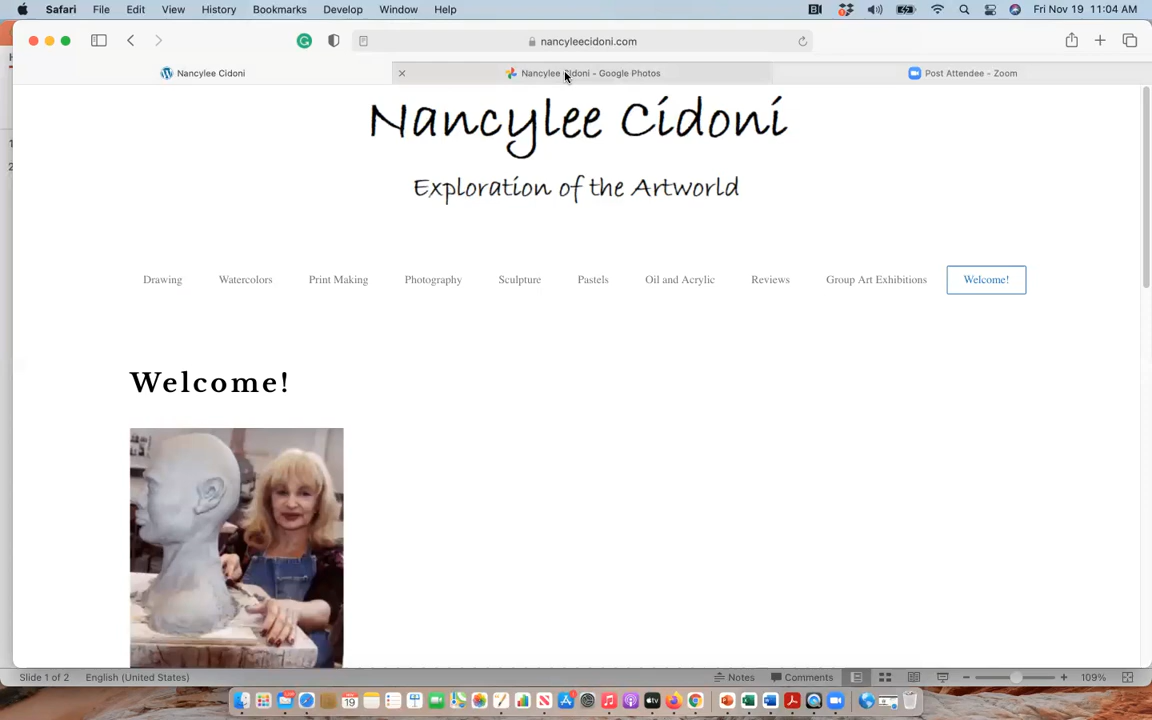 Safari File Edit View History Bookmarks Develop Window Help Fri Nov 19 11:04 AM
nancyleecidoni.com
Nancylee Cidoni
Nancylee Cidoni - Google Photos
Post Attendee - Zoom
Nancylee Cidoni
Exploration of the Artworld
Drawing Watercolors Print Making Photography Sculpture Pastels Oil and Acrylic Reviews Group Art Exhibitions Welcome!
Welcome!
Slide 1 of 2 English (United States) Notes Comments 109%